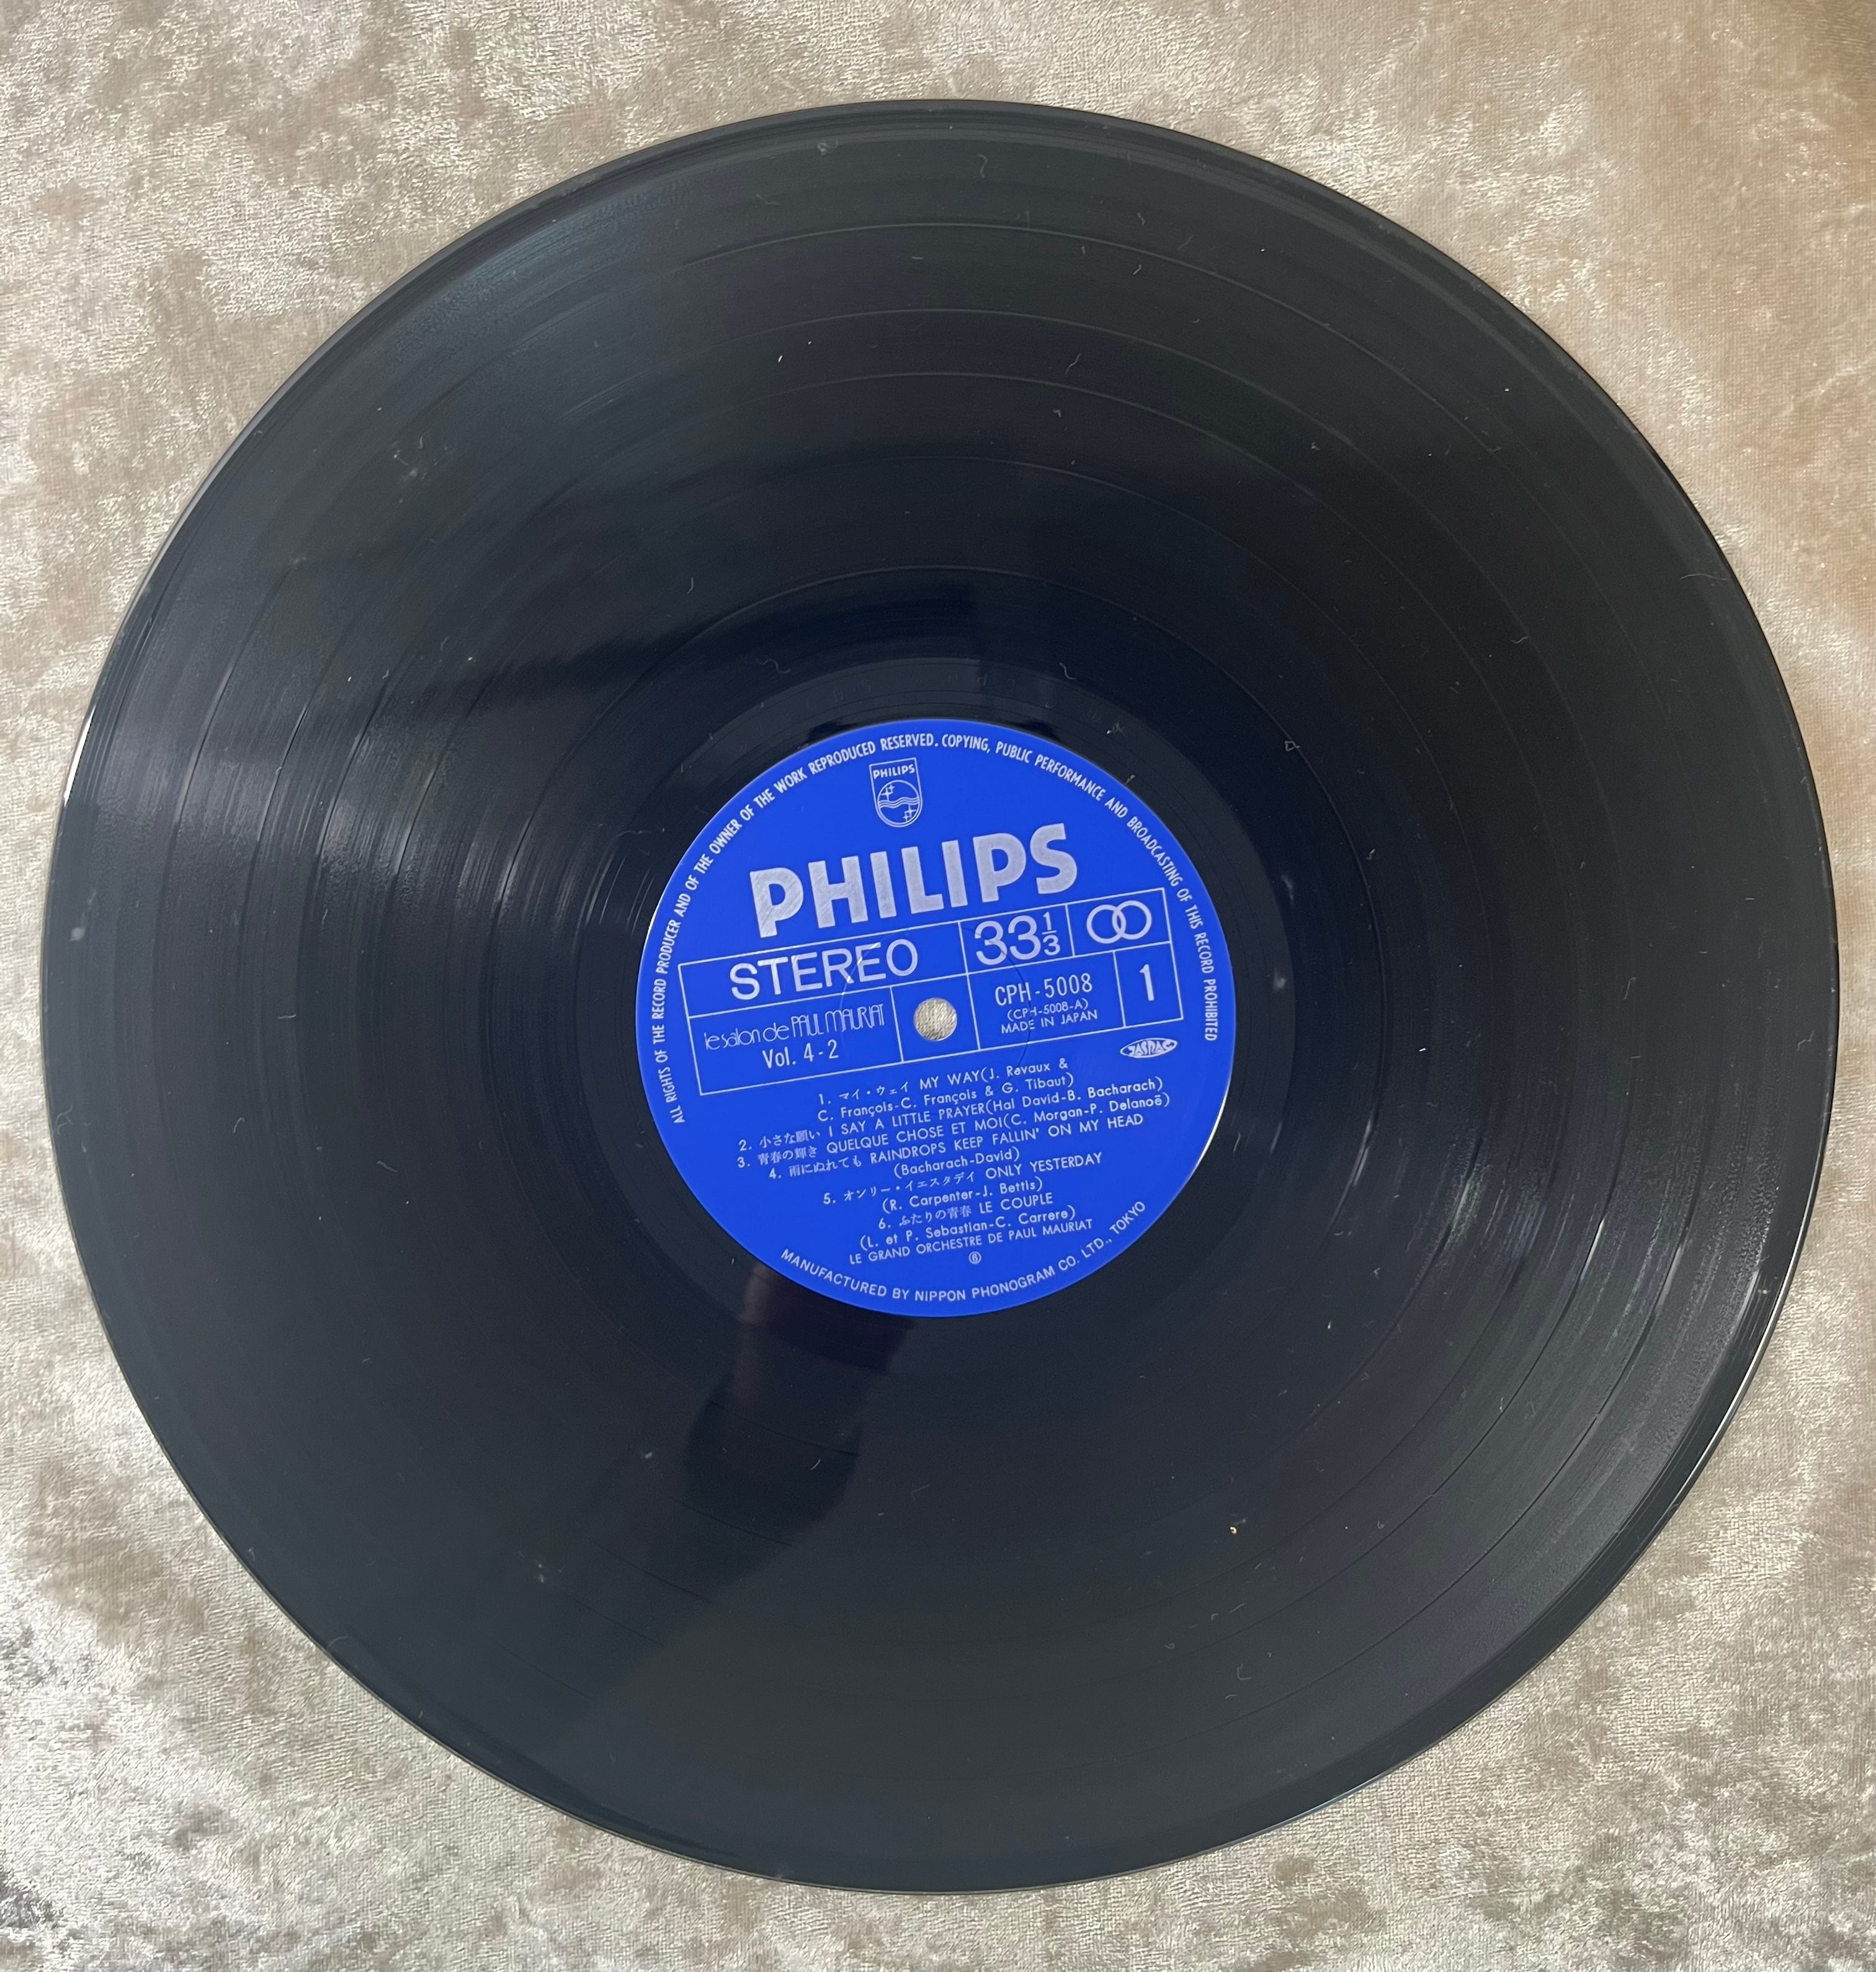 ALL RIGHTS OF THE RECORD PRODUCER AND OF THE OWNER OF THE WORK REPRODUCED RESERVED. COPYING, PUBLIC PERFORMANCE AND BROADCASTING OF THIS RECORD PROHIBITED
PHILIPS
PHILIPS
STEREO
33 1/3
le salon de PAUL MAURIAT
Vol. 4-2
CPH-5008
(CPH-5008-A)
MADE IN JAPAN
1
JASRAC
1. マイ・ウェイ MY WAY(J. Revaux &
C. François-C. François & G. Tibaut)
2. 小さな願い I SAY A LITTLE PRAYER(Hal David-B. Bacharach)
3. 青春の輝き QUELQUE CHOSE ET MOI(C. Morgan-P. Delanoë)
4. 雨にぬれても RAINDROPS KEEP FALLIN' ON MY HEAD
(Bacharach-David)
5. オンリー・イエスタデイ ONLY YESTERDAY
(R. Carpenter-J. Bettis)
6. ふたりの青春 LE COUPLE
(L. et P. Sebastian-C. Carrere)
LE GRAND ORCHESTRE DE PAUL MAURIAT
MANUFACTURED BY NIPPON PHONOGRAM CO. LTD., TOKYO